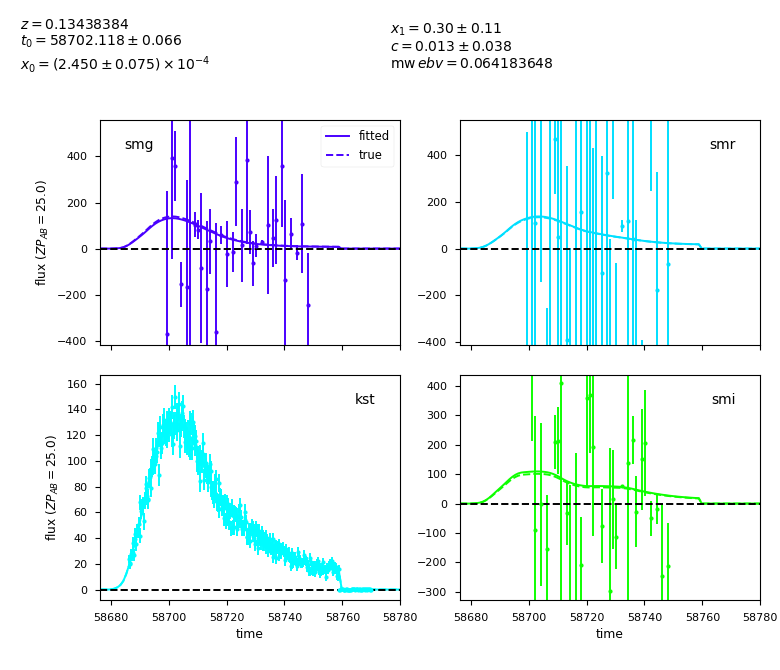 z = 0.13438384
t₀ = 58702.118 ± 0.066
x₀ = (2.450 ± 0.075) × 10⁻⁴
x₁ = 0.30 ± 0.11
c = 0.013 ± 0.038
mw ebv = 0.064183648
smg
fitted
true
400
200
0
−200
−400
flux (ZP_AB = 25.0)
smr
400
200
0
−200
−400
kst
160
140
120
100
80
60
40
20
0
flux (ZP_AB = 25.0)
58680 58700 58720 58740 58760 58780
time
smi
400
300
200
100
0
−100
−200
−300
58680 58700 58720 58740 58760 58780
time